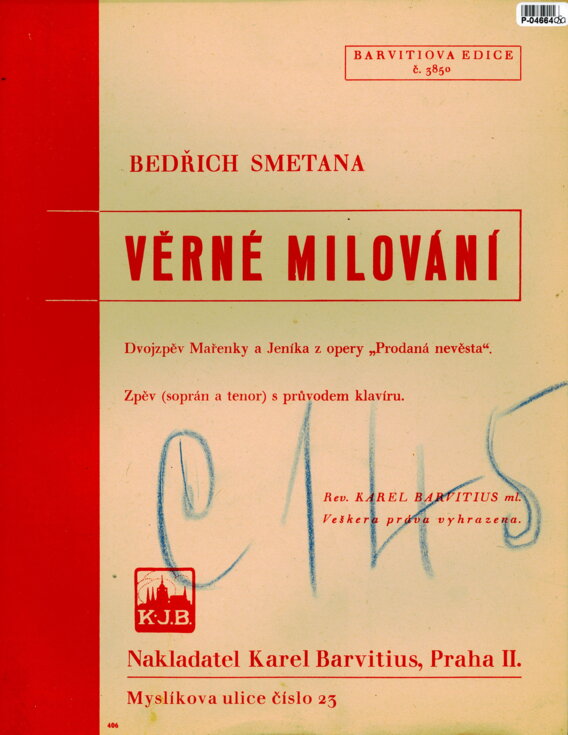 P-04664
BARVITIOVA EDICE
č. 3850
BEDŘICH SMETANA
VĚRNÉ MILOVÁNÍ
Dvojzpěv Mařenky a Jeníka z opery „Prodaná nevěsta“.
Zpěv (soprán a tenor) s průvodem klavíru.
C 145
Rev. KAREL BARVITIUS ml.
Veškera práva vyhrazena.
K.J.B.
Nakladatel Karel Barvitius, Praha II.
Myslíkova ulice číslo 23
406